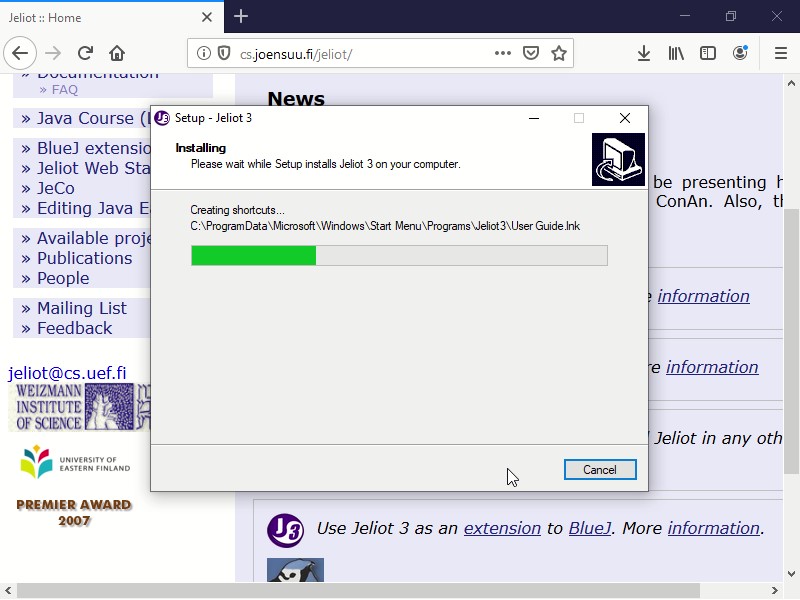 Jeliot :: Home
cs.joensuu.fi/jeliot/
» Documentation
» FAQ
» Java Course (
» BlueJ extensio
» Jeliot Web Sta
» JeCo
» Editing Java E
» Available proje
» Publications
» People
» Mailing List
» Feedback
jeliot@cs.uef.fi
WEIZMANN
INSTITUTE
OF SCIENCE
UNIVERSITY OF
EASTERN FINLAND
PREMIER AWARD
2007
News
be presenting h
ConAn. Also, th
information
re information
Jeliot in any oth
Use Jeliot 3 as an extension to BlueJ. More information.
Setup - Jeliot 3
Installing
Please wait while Setup installs Jeliot 3 on your computer.
Creating shortcuts...
C:\ProgramData\Microsoft\Windows\Start Menu\Programs\Jeliot3\User Guide.lnk
Cancel